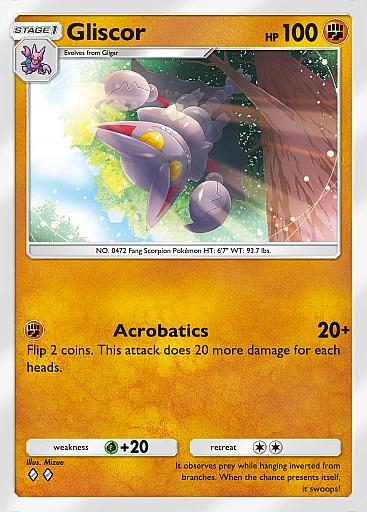 STAGE 1
Gliscor
HP 100
Evolves from Gligar
NO. 0472 Fang Scorpion Pokémon HT: 6'7" WT: 93.7 lbs.
Acrobatics 20+
Flip 2 coins. This attack does 20 more damage for each
heads.
weakness +20
retreat
Illus. Mizue
It observes prey while hanging inverted from
branches. When the chance presents itself,
it swoops!